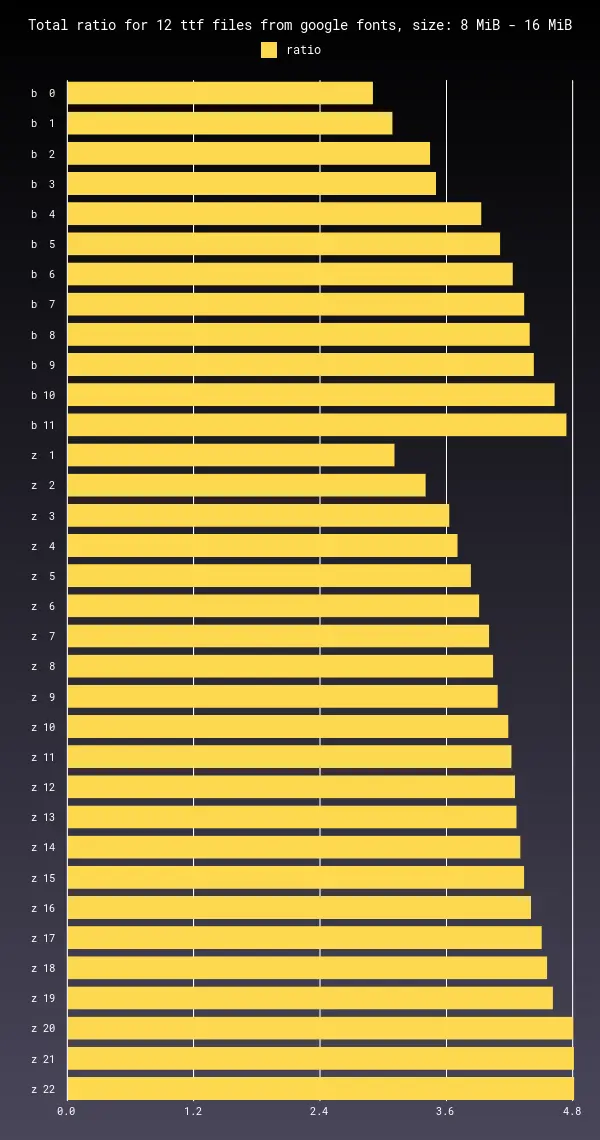 Total ratio for 12 ttf files from google fonts, size: 8 MiB - 16 MiB
ratio
b 0
b 1
b 2
b 3
b 4
b 5
b 6
b 7
b 8
b 9
b 10
b 11
z 1
z 2
z 3
z 4
z 5
z 6
z 7
z 8
z 9
z 10
z 11
z 12
z 13
z 14
z 15
z 16
z 17
z 18
z 19
z 20
z 21
z 22
0.0 1.2 2.4 3.6 4.8